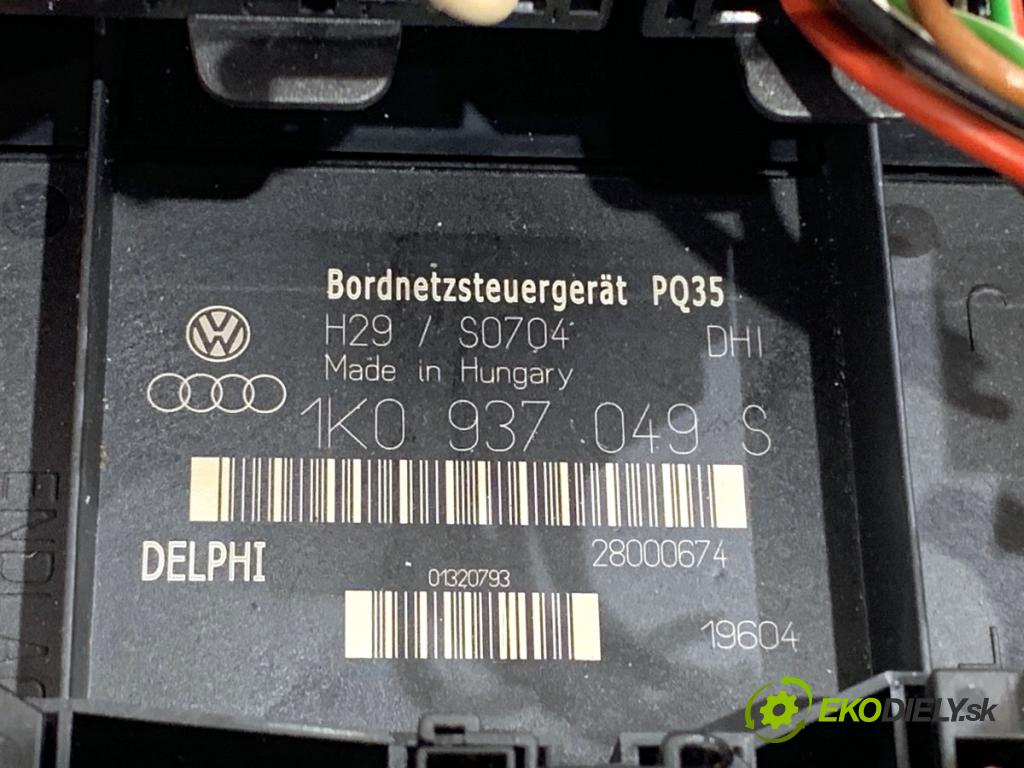 Bordnetzsteuergerät PQ35
H29 / S0704 DHI
Made in Hungary
1K0 937 049 S
DELPHI 28000674
01320793
19604
EKODIELY.sk